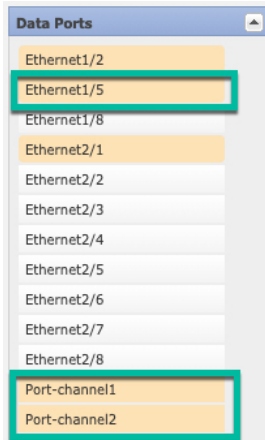 Data Ports
Ethernet1/2
Ethernet1/5
Ethernet1/8
Ethernet2/1
Ethernet2/2
Ethernet2/3
Ethernet2/4
Ethernet2/5
Ethernet2/6
Ethernet2/7
Ethernet2/8
Port-channel1
Port-channel2